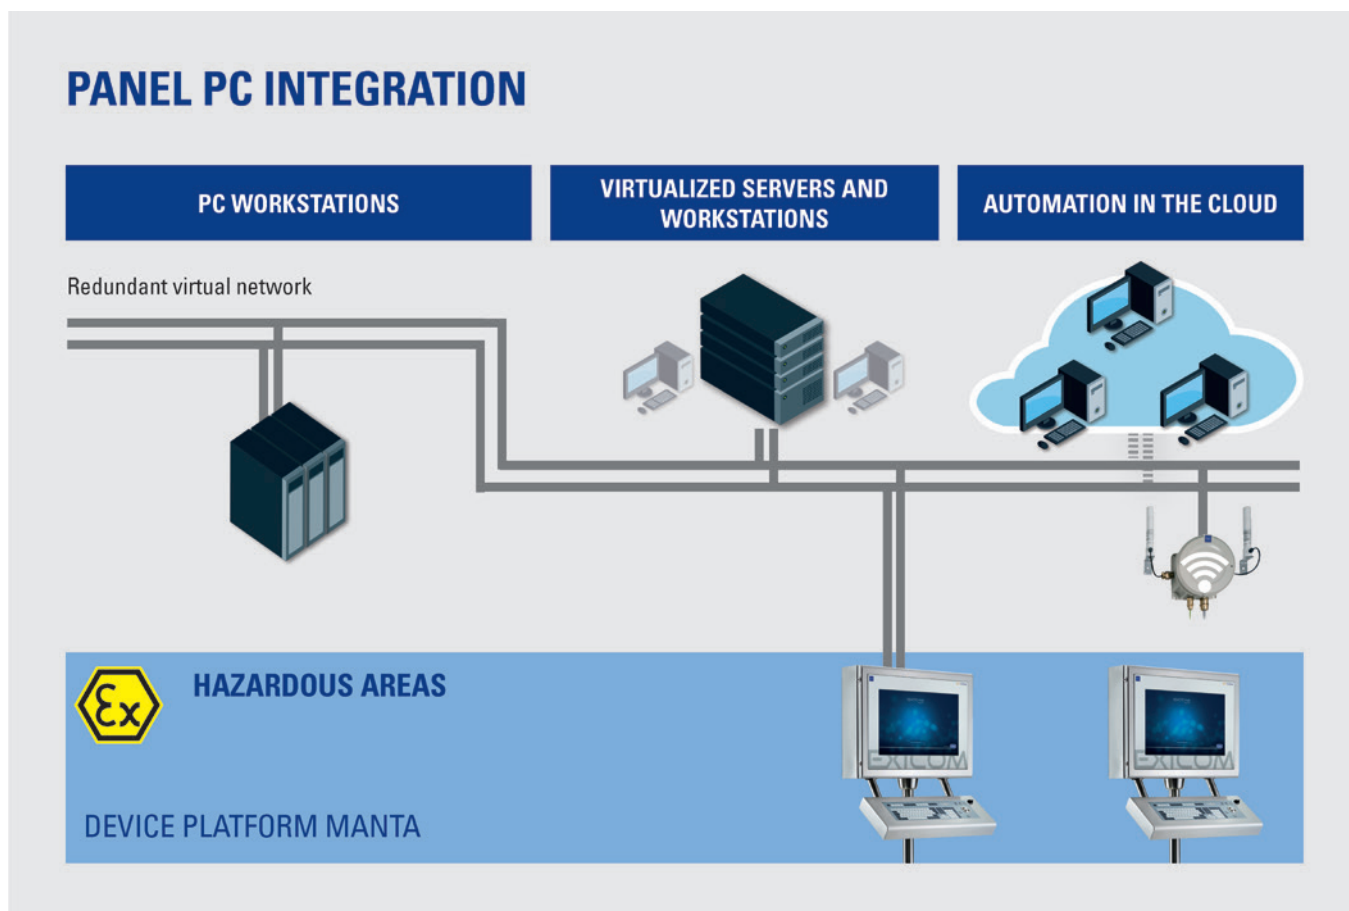 PANEL PC INTEGRATION
PC WORKSTATIONS
VIRTUALIZED SERVERS AND
WORKSTATIONS
AUTOMATION IN THE CLOUD
Redundant virtual network
Ex
HAZARDOUS AREAS
EXICOM
EXICOM
DEVICE PLATFORM MANTA